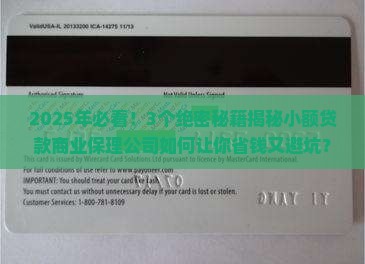 ValidUSA-IL 20133200 ICA-14275 11/13
Authorized Signature Not Valid Unless Signed
2025年必看！3个绝密秘籍揭秘小额贷
款商业保理公司如何让你省钱又避坑？
This card is issued by Wirecard Card Solutions Ltd pursuant to license by MasterCard International
For full conditions of use refer to www.payoneer.com
IMPORTANT: You should treat your card like cash.
You must contact us without unnecessary delay if your card is lost or stolen.
Customer Services: 1-800-781-8109